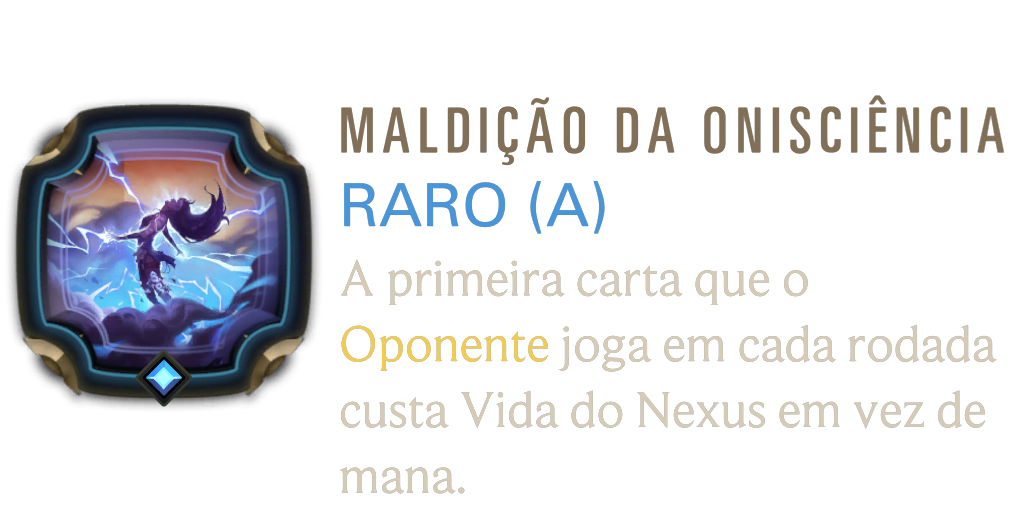 MALDIÇÃO DA ONISCIÊNCIA
RARO (A)
A primeira carta que o
Oponente joga em cada rodada
custa Vida do Nexus em vez de
mana.